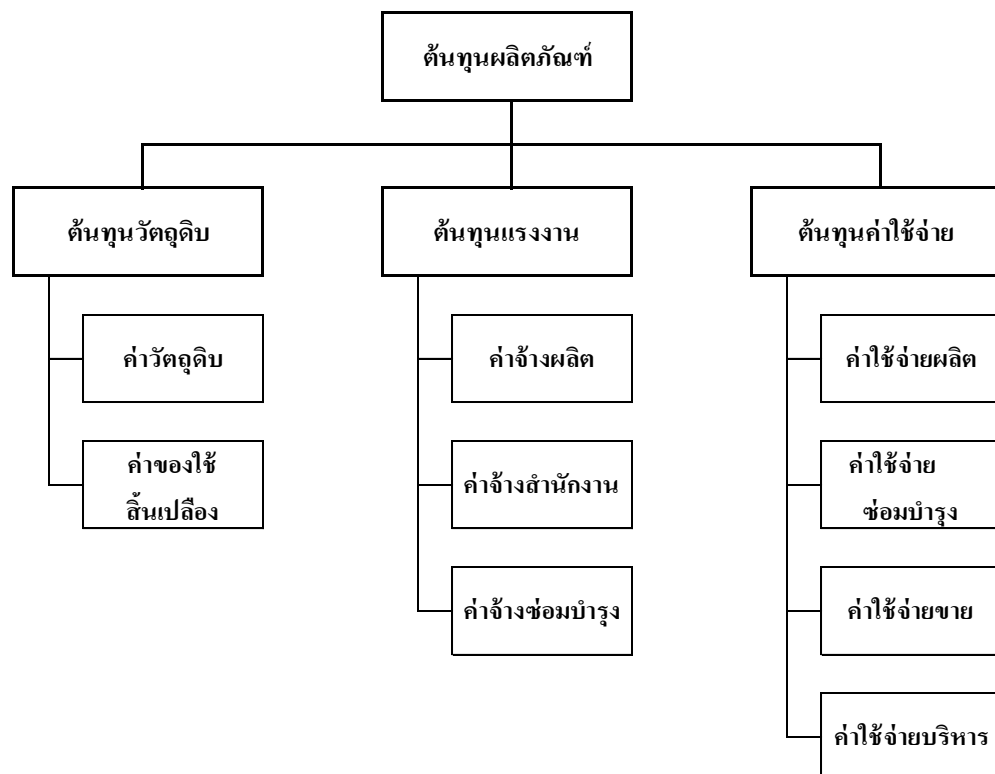 ต้นทุนผลิตภัณฑ์
ต้นทุนวัตถุดิบ
ค่าวัตถุดิบ
ค่าของใช้
สิ้นเปลือง
ต้นทุนแรงงาน
ค่าจ้างผลิต
ค่าจ้างสำนักงาน
ค่าจ้างซ่อมบำรุง
ต้นทุนค่าใช้จ่าย
ค่าใช้จ่ายผลิต
ค่าใช้จ่าย
ซ่อมบำรุง
ค่าใช้จ่ายขาย
ค่าใช้จ่ายบริหาร